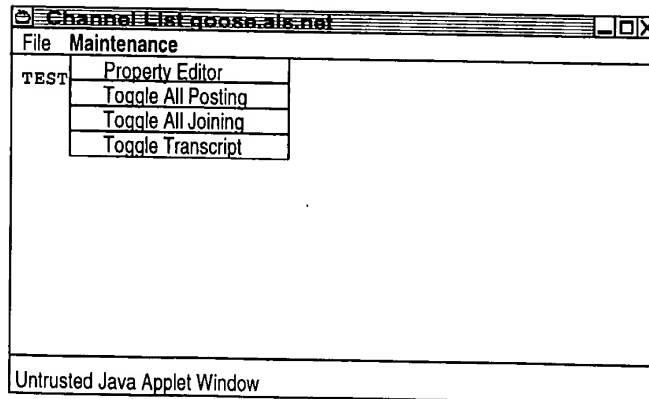 Channel List goose.ais.net
File Maintenance
TEST
Property Editor
Toggle All Posting
Toggle All Joining
Toggle Transcript
Untrusted Java Applet Window